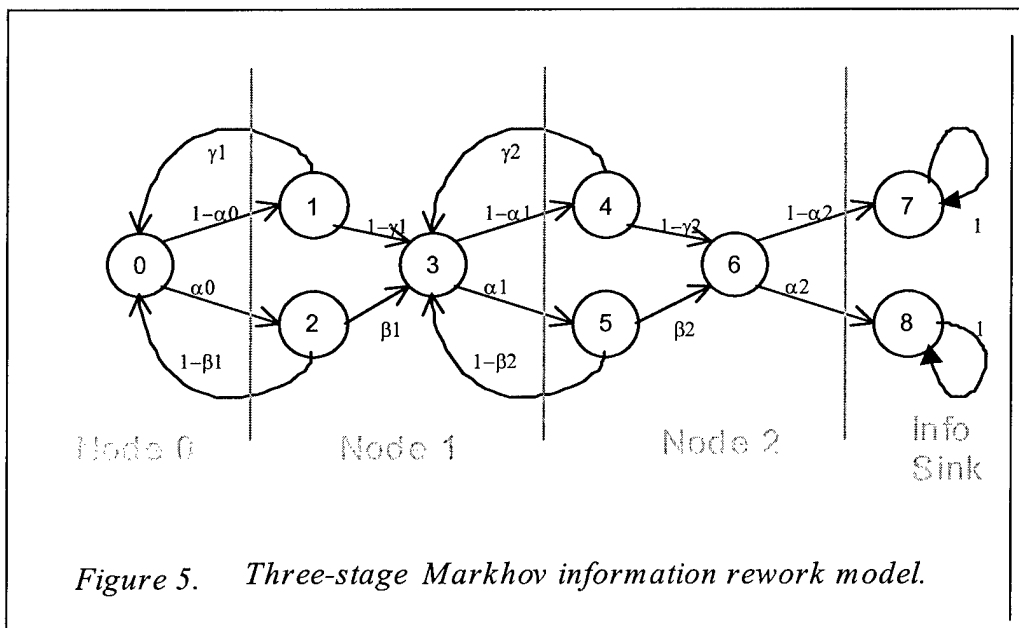 γ1
γ2
1
4
7
1−α0
1−γ1
1−α1
1−γ2
1−α2
1
0
3
6
α0
α1
α2
2
β1
5
β2
8
1
1−β1
1−β2
Node 0
Node 1
Node 2
Info
Sink
Figure 5. Three-stage Markhov information rework model.